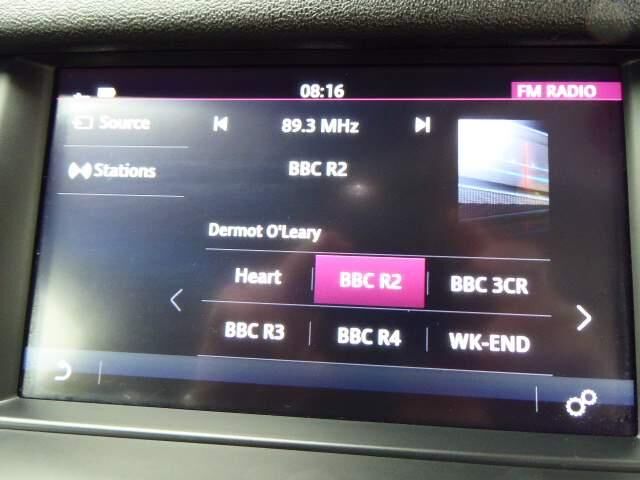 08:16
FM RADIO
Source
89.3 MHz
Stations
BBC R2
Dermot O'Leary
Heart
BBC R2
BBC 3CR
BBC R3
BBC R4
WK-END